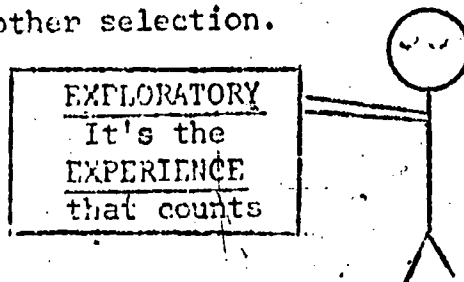 other selection.
EXPLORATORY
It's the
EXPERIENCE
that counts